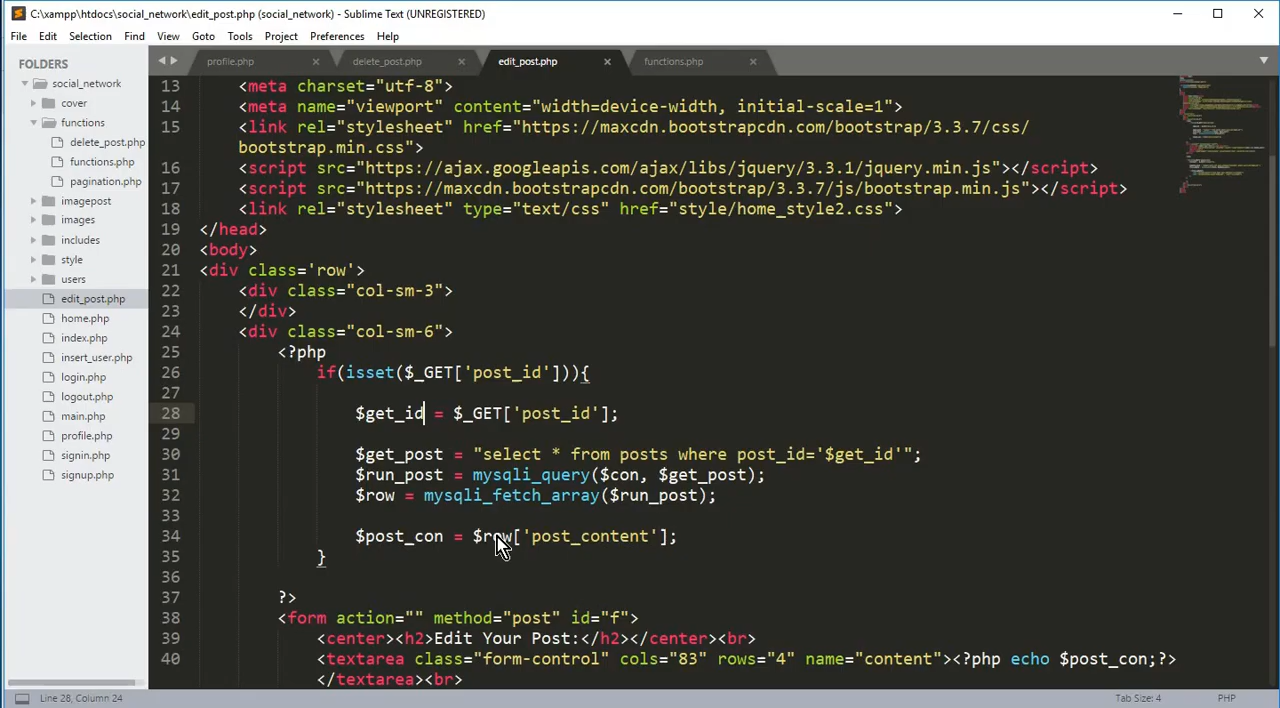 C:\xampp\htdocs\social_network\edit_post.php (social_network) - Sublime Text (UNREGISTERED)
File Edit Selection Find View Goto Tools Project Preferences Help
FOLDERS
social_network
cover
functions
delete_post.php
functions.php
pagination.php
imagepost
images
includes
style
users
edit_post.php
home.php
index.php
insert_user.php
login.php
logout.php
main.php
profile.php
signin.php
signup.php
profile.php delete_post.php edit_post.php functions.php
13 <meta charset="utf-8">
14 <meta name="viewport" content="width=device-width, initial-scale=1">
15 <link rel="stylesheet" href="https://maxcdn.bootstrapcdn.com/bootstrap/3.3.7/css/
bootstrap.min.css">
16 <script src="https://ajax.googleapis.com/ajax/libs/jquery/3.3.1/jquery.min.js"></script>
17 <script src="https://maxcdn.bootstrapcdn.com/bootstrap/3.3.7/js/bootstrap.min.js"></script>
18 <link rel="stylesheet" type="text/css" href="style/home_style2.css">
19 </head>
20 <body>
21 <div class='row'>
22 <div class="col-sm-3">
23 </div>
24 <div class="col-sm-6">
25 <?php
26 if(isset($_GET['post_id'])){
27
28 $get_id = $_GET['post_id'];
29
30 $get_post = "select * from posts where post_id='$get_id'";
31 $run_post = mysqli_query($con, $get_post);
32 $row = mysqli_fetch_array($run_post);
33
34 $post_con = $row['post_content'];
35 }
36
37 ?>
38 <form action="" method="post" id="f">
39 <center><h2>Edit Your Post:</h2></center><br>
40 <textarea class="form-control" cols="83" rows="4" name="content"><?php echo $post_con;?>
</textarea><br>
Line 28, Column 24 Tab Size: 4 PHP